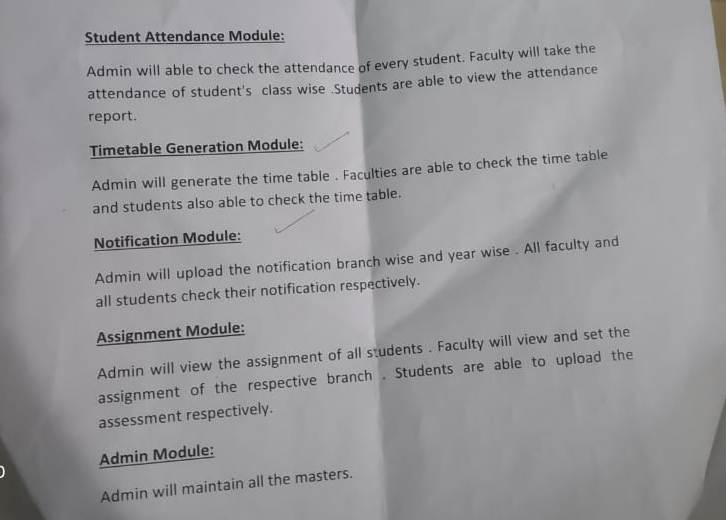 Student Attendance Module:
Admin will able to check the attendance of every student. Faculty will take the
attendance of student's class wise .Students are able to view the attendance
report.
Timetable Generation Module:
Admin will generate the time table . Faculties are able to check the time table
and students also able to check the time table.
Notification Module:
Admin will upload the notification branch wise and year wise . All faculty and
all students check their notification respectively.
Assignment Module:
Admin will view the assignment of all students . Faculty will view and set the
assignment of the respective branch . Students are able to upload the
assessment respectively.
Admin Module:
Admin will maintain all the masters.